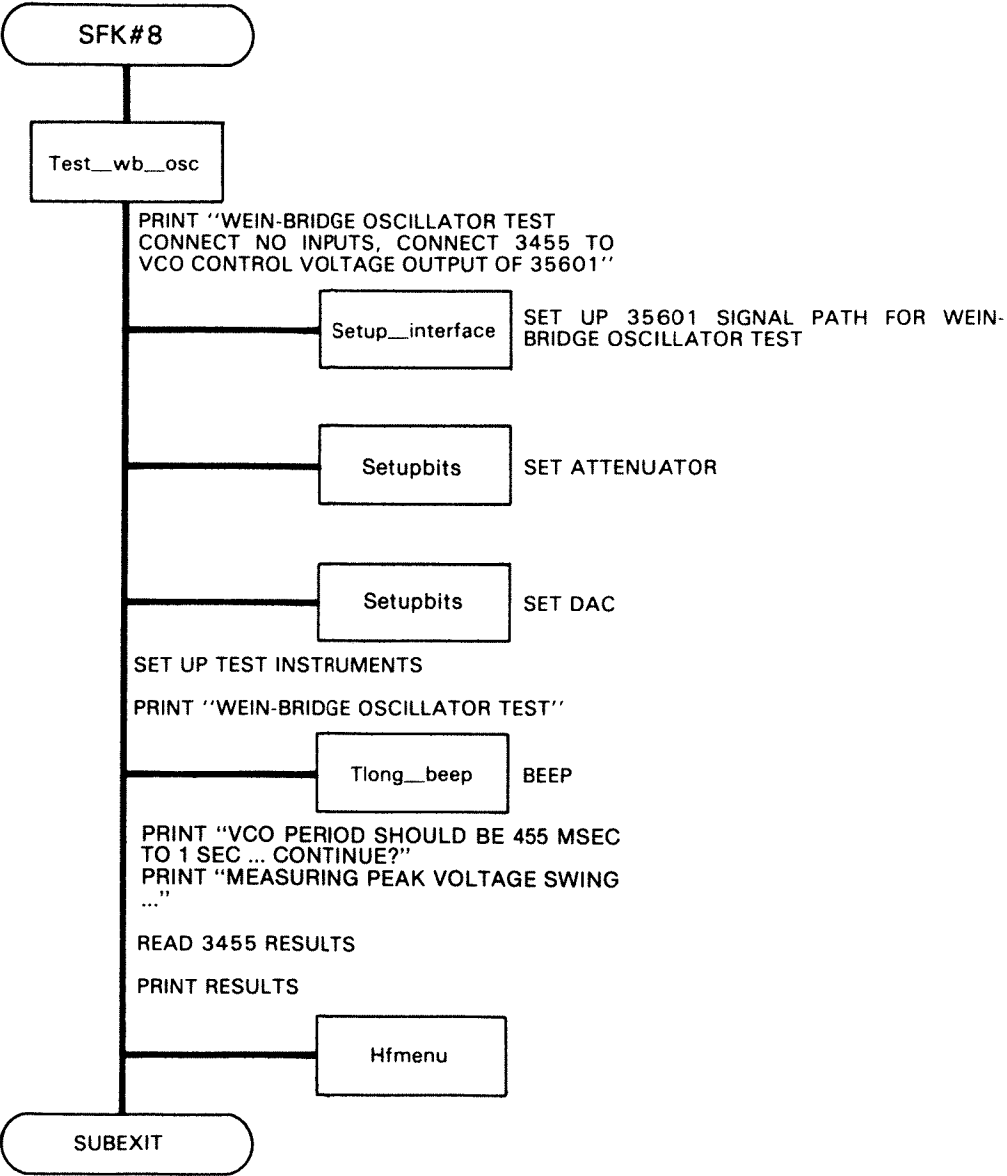 SFK#8
Test__wb__osc
PRINT ''WEIN-BRIDGE OSCILLATOR TEST
CONNECT NO INPUTS, CONNECT 3455 TO
VCO CONTROL VOLTAGE OUTPUT OF 35601''
Setup__interface
SET UP 35601 SIGNAL PATH FOR WEIN-
BRIDGE OSCILLATOR TEST
Setupbits
SET ATTENUATOR
Setupbits
SET DAC
SET UP TEST INSTRUMENTS
PRINT ''WEIN-BRIDGE OSCILLATOR TEST''
Tlong__beep
BEEP
PRINT "VCO PERIOD SHOULD BE 455 MSEC
TO 1 SEC ... CONTINUE?"
PRINT "MEASURING PEAK VOLTAGE SWING
..."
READ 3455 RESULTS
PRINT RESULTS
Hfmenu
SUBEXIT